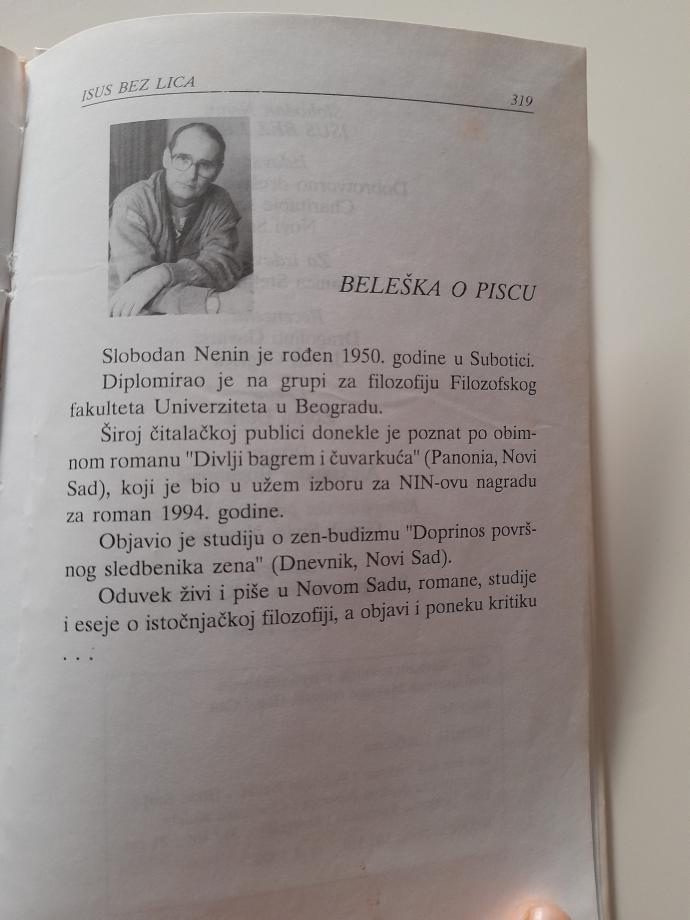 ISUS BEZ LICA
319
BELEŠKA O PISCU
Slobodan Nenin je rođen 1950. godine u Subotici.
Diplomirao je na grupi za filozofiju Filozofskog
fakulteta Univerziteta u Beogradu.
Široj čitalačkoj publici donekle je poznat po obim-
nom romanu "Divlji bagrem i čuvarkuća" (Panonia, Novi
Sad), koji je bio u užem izboru za NIN-ovu nagradu
za roman 1994. godine.
Objavio je studiju o zen-budizmu "Doprinos površ-
nog sledbenika zena" (Dnevnik, Novi Sad).
Oduvek živi i piše u Novom Sadu, romane, studije
i eseje o istočnjačkoj filozofiji, a objavi i poneku kritiku
. . .